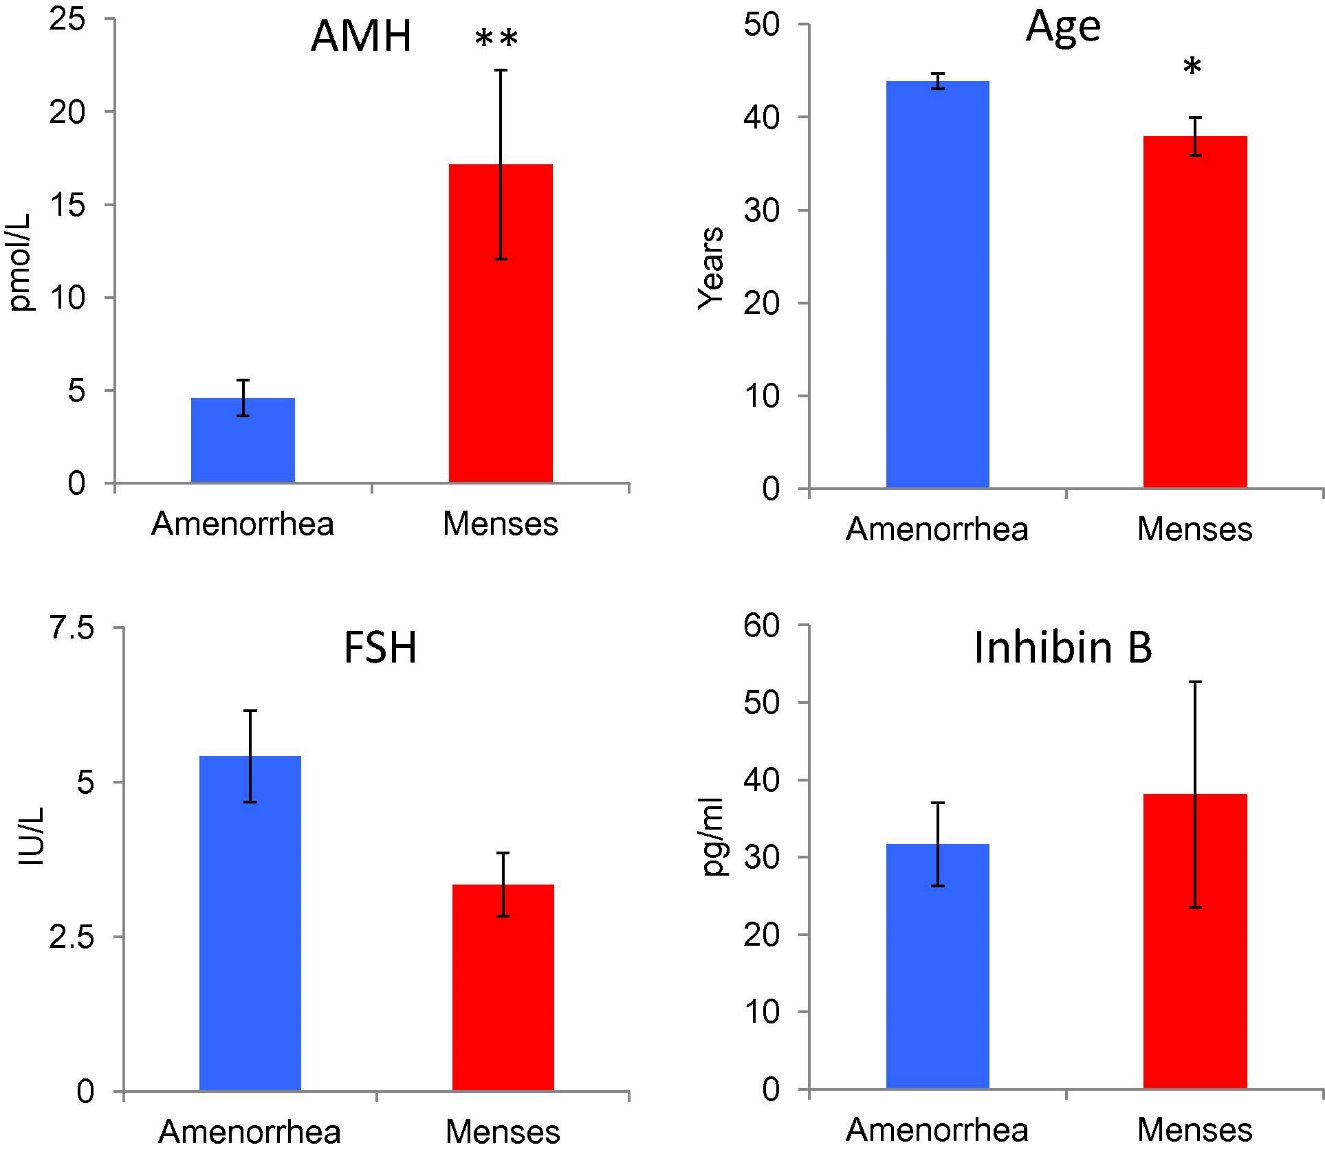 AMH
**
25
20
15
10
5
0
pmol/L
Amenorrhea
Menses
Age
*
50
40
30
20
10
0
Years
Amenorrhea
Menses
FSH
7.5
5
2.5
0
IU/L
Amenorrhea
Menses
Inhibin B
60
50
40
30
20
10
0
pg/ml
Amenorrhea
Menses